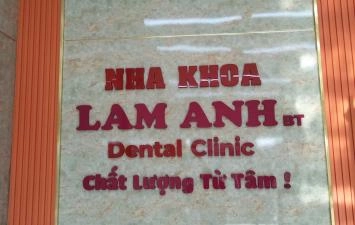 NHA KHOA
LAM ANH BT
Dental Clinic
Chất Lượng Từ Tâm !